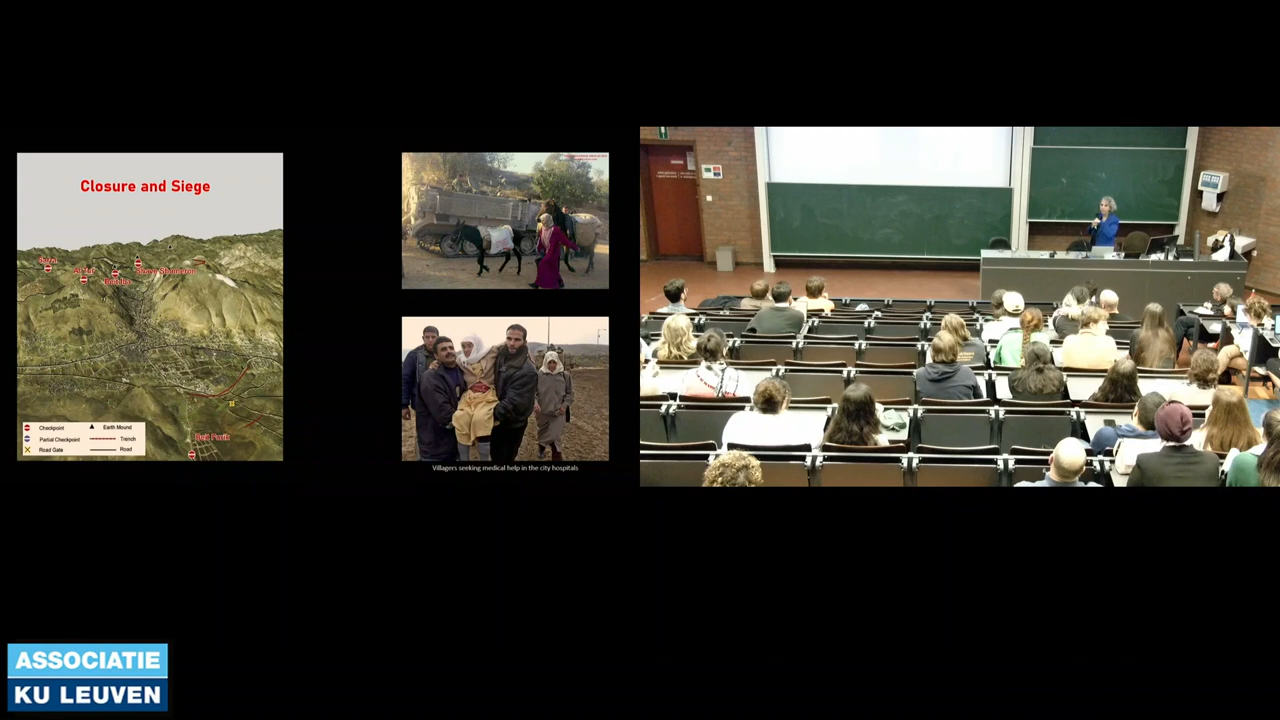 Closure and Siege
Sarra
Beit Furik
Checkpoint
Earth Mound
Partial Checkpoint
Trench
Road Gate
Road
Villagers seeking medical help in the city hospitals
ASSOCIATIE
KU LEUVEN